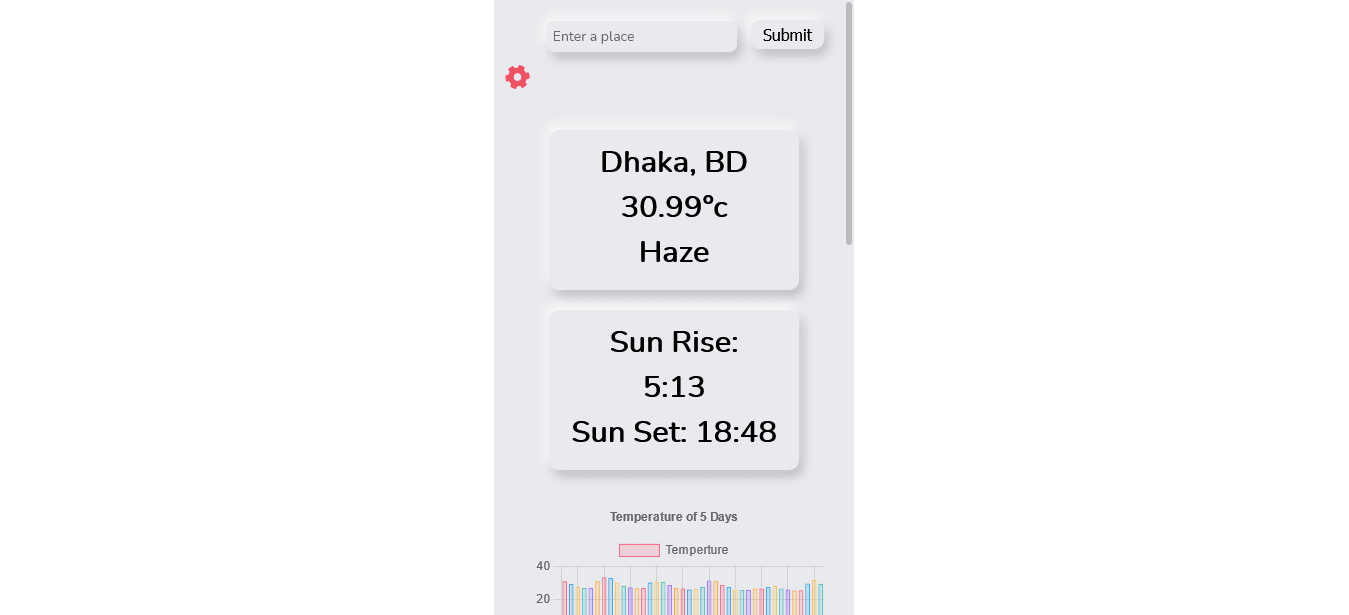 Enter a place
Submit
Dhaka, BD
30.99°c
Haze
Sun Rise:
5:13
Sun Set: 18:48
Temperature of 5 Days
Temperture
40
20